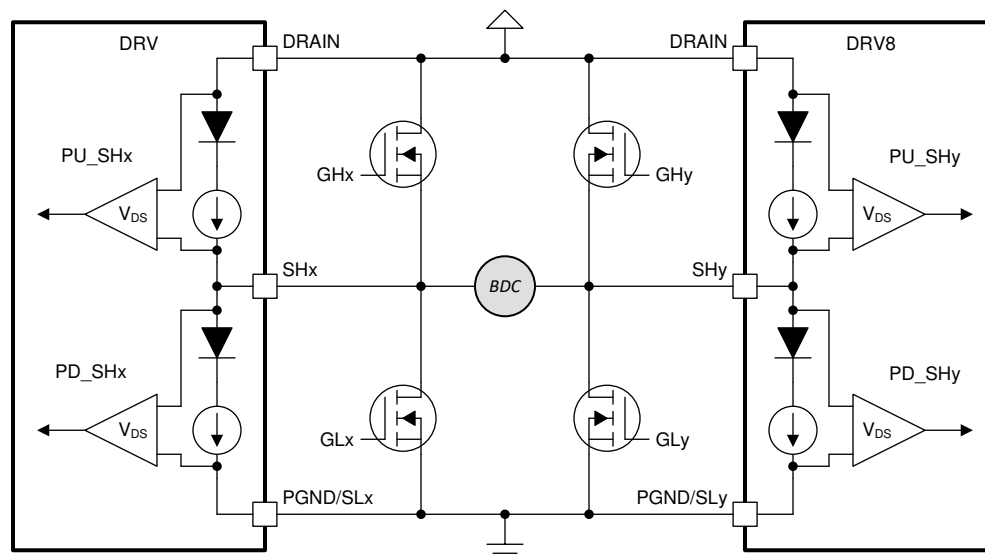 DRV
DRAIN
DRAIN
DRV8
PU_SHx
PU_SHy
VDS
GHx
GHy
VDS
SHx
BDC
SHy
PD_SHx
PD_SHy
VDS
GLx
GLy
VDS
PGND/SLx
PGND/SLy